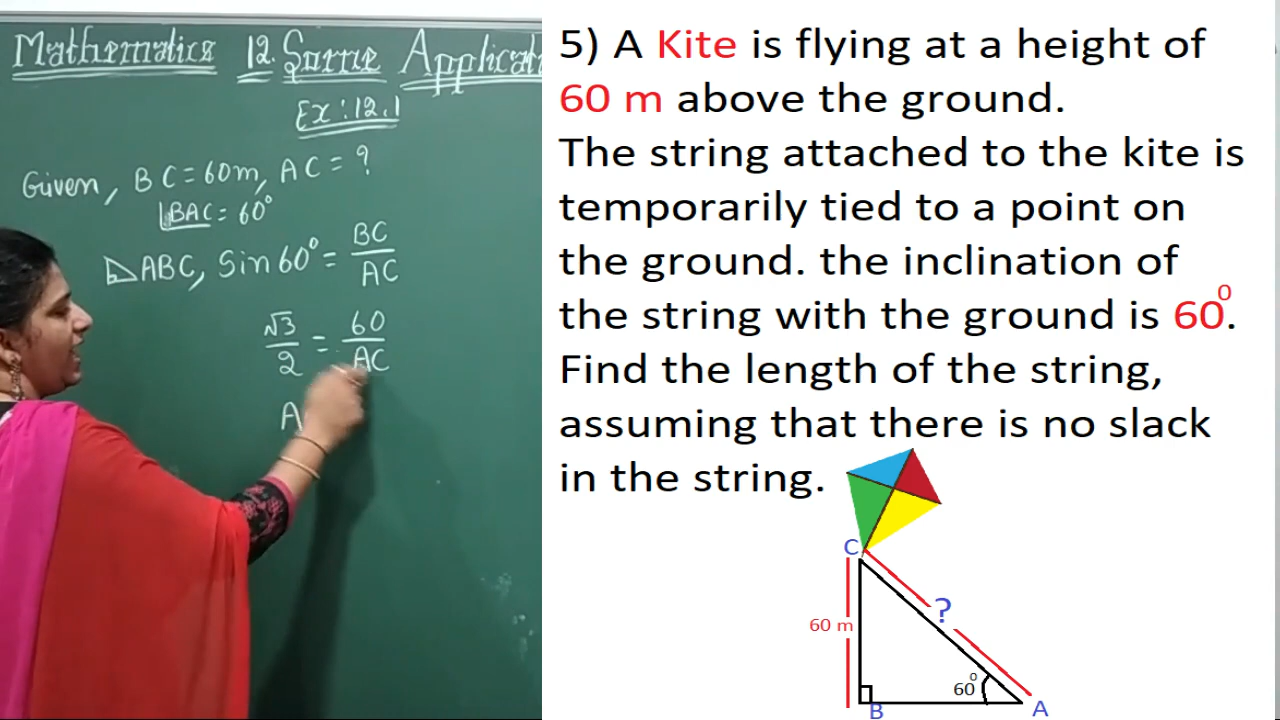 Mathematics 12. Some Applicat
Ex:12.1
Given, BC = 60m, AC = ?
BAC = 60°
ABC, Sin 60° = BC/AC
√3/2 = 60/AC
A
5) A Kite is flying at a height of
60 m above the ground.
The string attached to the kite is
temporarily tied to a point on
the ground. the inclination of
the string with the ground is 60⁰.
Find the length of the string,
assuming that there is no slack
in the string.
C
?
60 m
60⁰
B
A